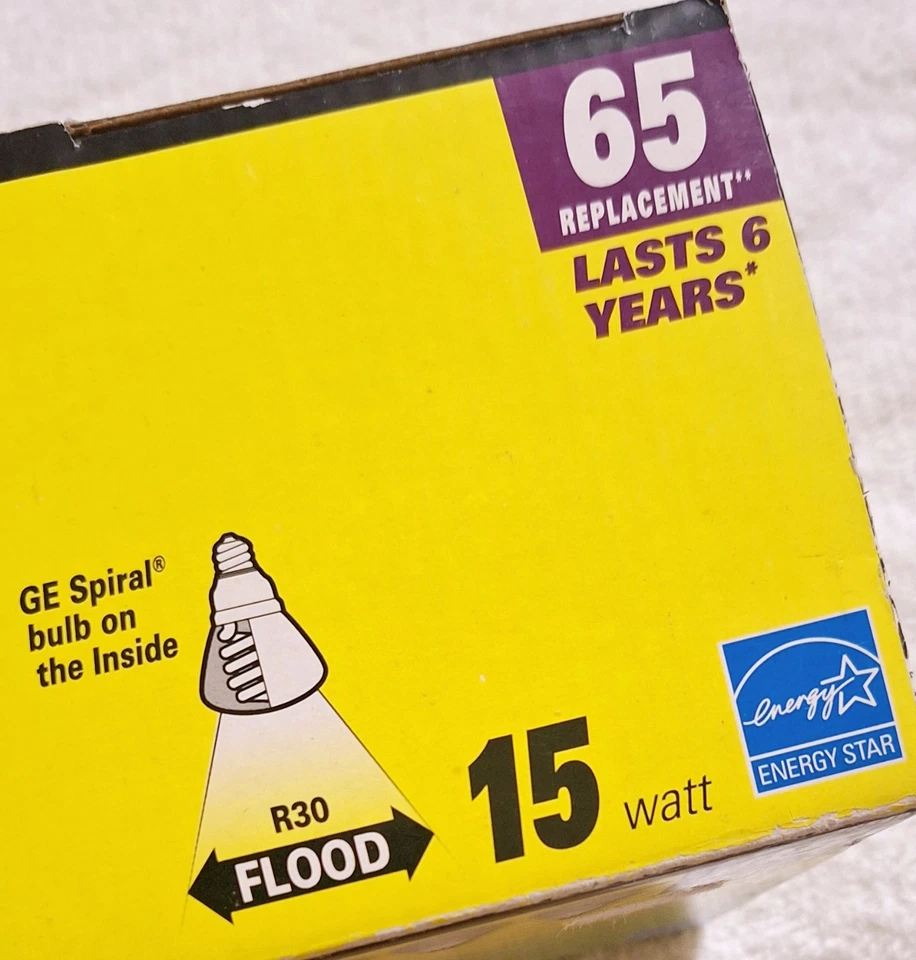 65
REPLACEMENT**
LASTS 6
YEARS*
GE Spiral®
bulb on
the Inside
R30
FLOOD
15 watt
energy
ENERGY STAR